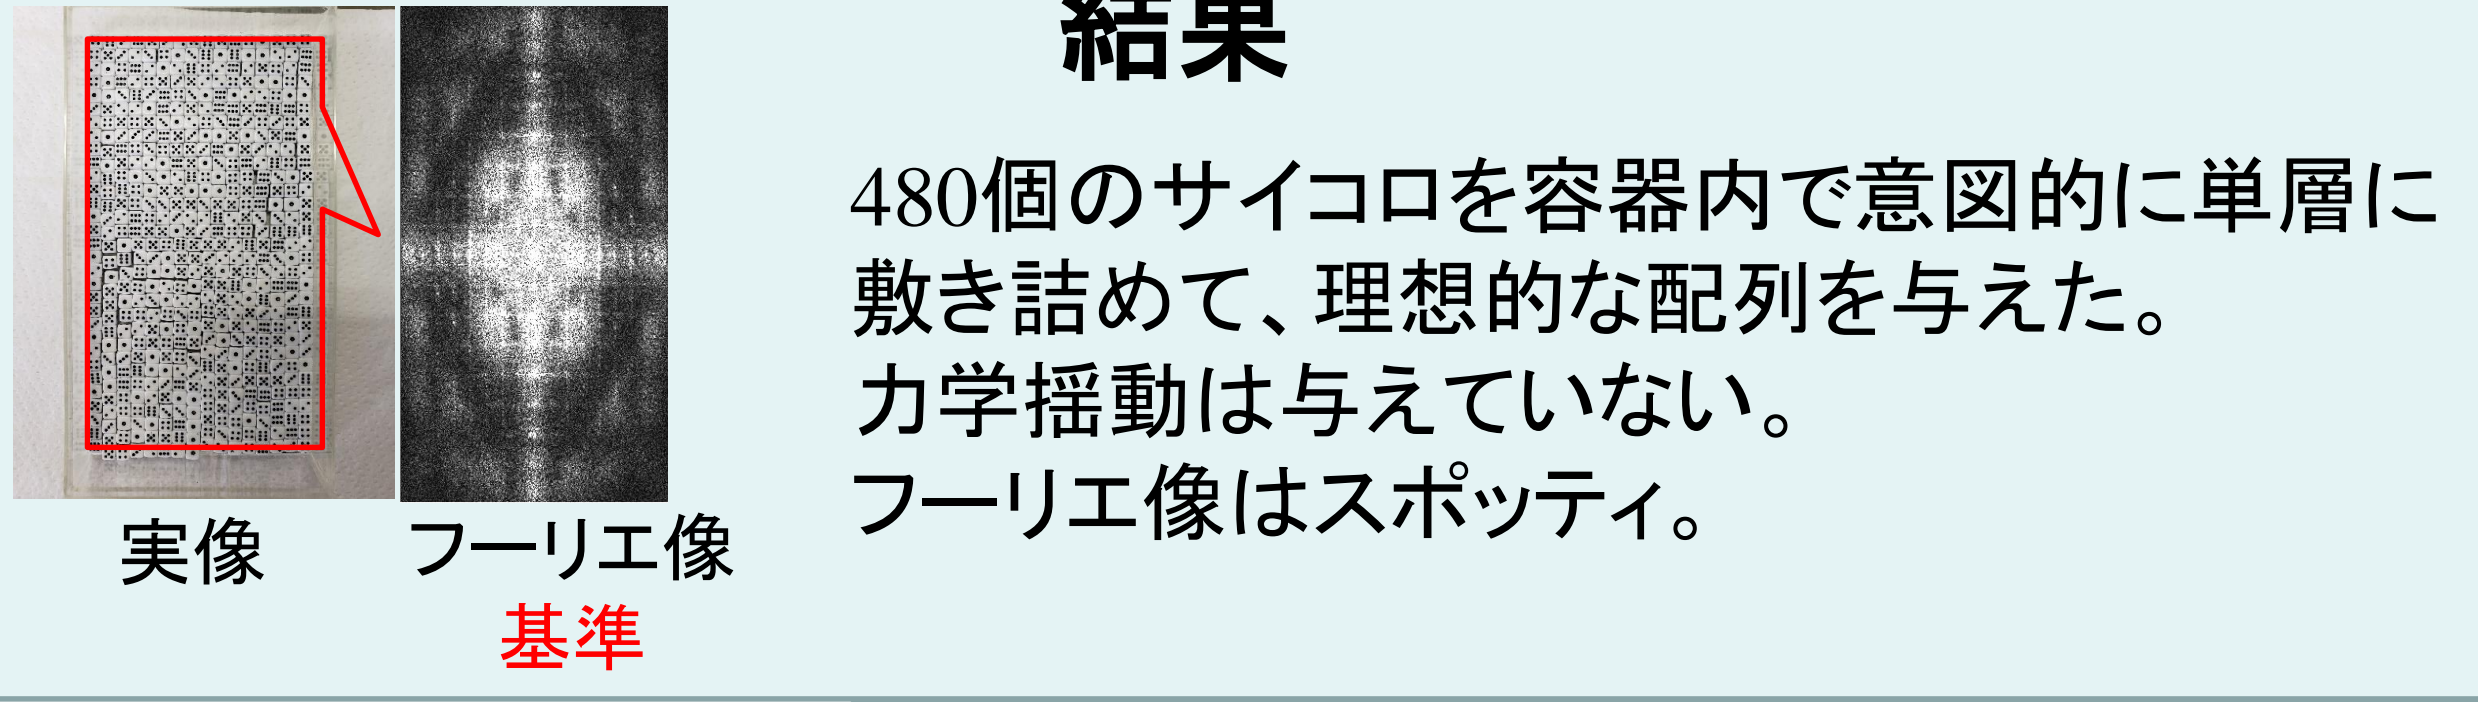 結果
480個のサイコロを容器内で意図的に単層に
敷き詰めて、理想的な配列を与えた。
力学揺動は与えていない。
フーリエ像はスポッティ。
実像
フーリエ像
基準